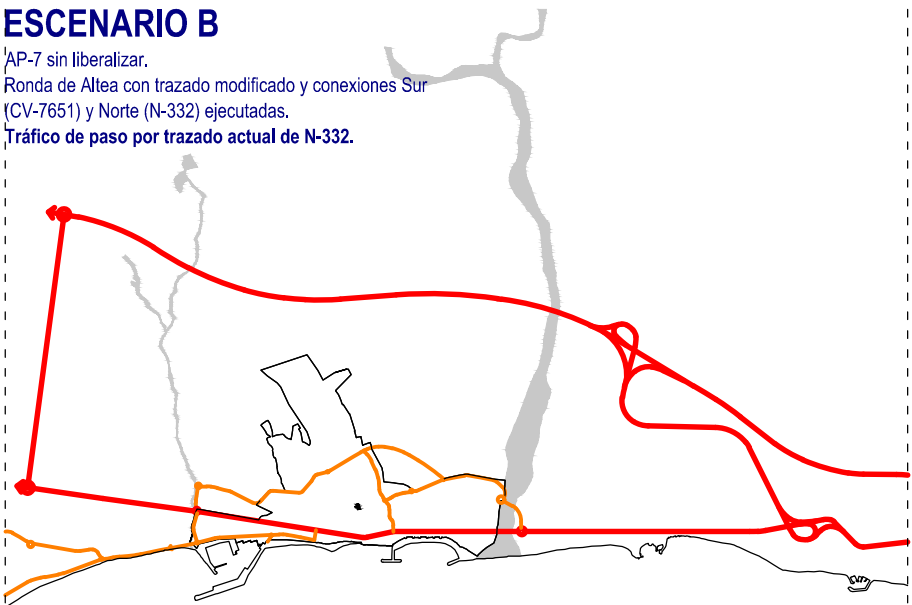 ESCENARIO B
AP-7 sin liberalizar.
Ronda de Altea con trazado modificado y conexiones Sur
(CV-7651) y Norte (N-332) ejecutadas.
Tráfico de paso por trazado actual de N-332.